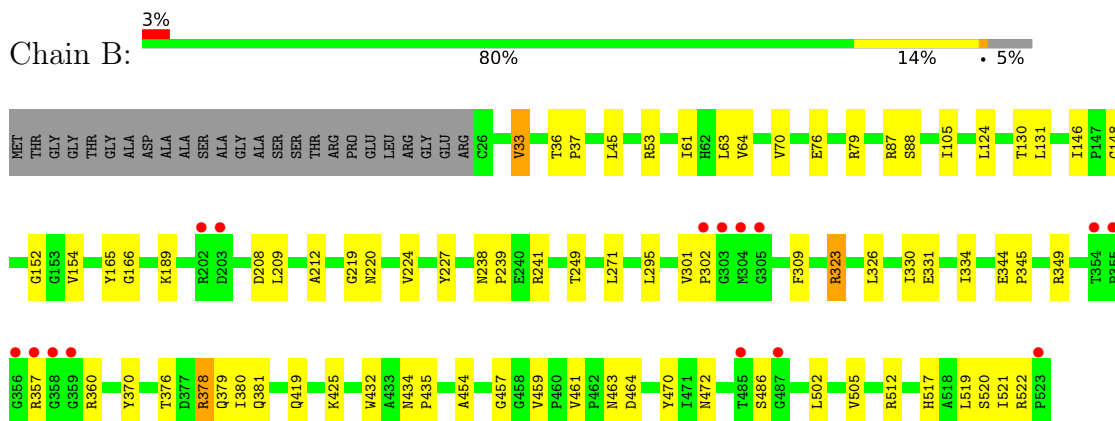 3%
Chain B:
80% 14% • 5%
MET THR GLY GLY THR GLY ALA ASP ALA ALA ALA SER ALA GLY ALA SER SER THR ARG PRO GLU LEU ARG GLY GLU ARG C26 V33 T36 P37 L45 R53 I61 H62 L63 V64 V70 E76 R79 R87 S88 I105 L124 T130 L131 I146 P147
G152 G153 V154 Y165 G166 K189 R202 D203 D208 L209 A212 G219 N220 V224 Y227 N238 P239 E240 R241 T249 L271 L295 V301 P302 G303 M304 G305 F309 R323 L326 I330 E331 I334 E344 P345 R349 T354
G356 R357 G358 G359 R360 Y370 T376 D377 R378 Q379 I380 Q381 Q419 K425 W432 A433 N434 P435 A454 G457 G458 V459 P460 V461 P462 N463 D464 Y470 I471 N472 T485 S486 G487 L502 V505 R512 H517 A518 L519 S520 I521 R522 P523